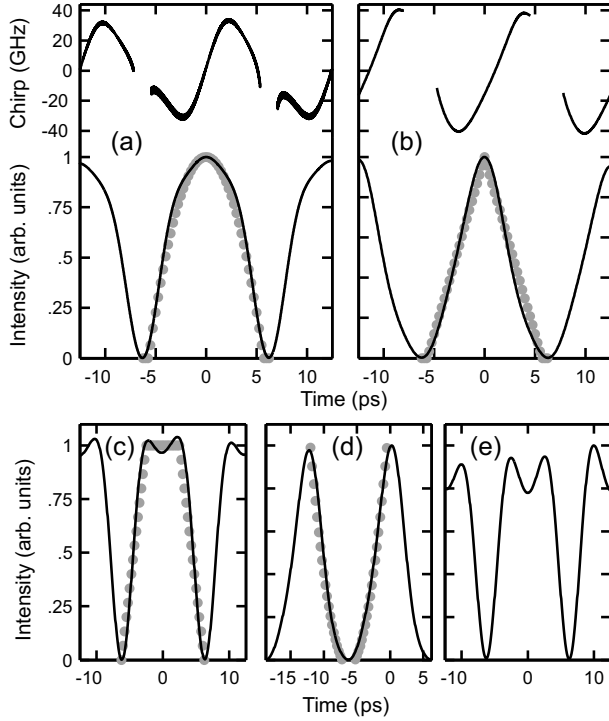 40
20
0
-20
-40
Chirp (GHz)
(a)
(b)
1
.75
.5
.25
0
Intensity (arb. units)
-10 -5 0 5 10
-10 -5 0 5 10
Time (ps)
Time (ps)
(c)
(d)
(e)
1
.75
.5
.25
0
Intensity (arb. units)
-10 0 10
-15 -10 -5 0 5
-10 0 10
Time (ps)